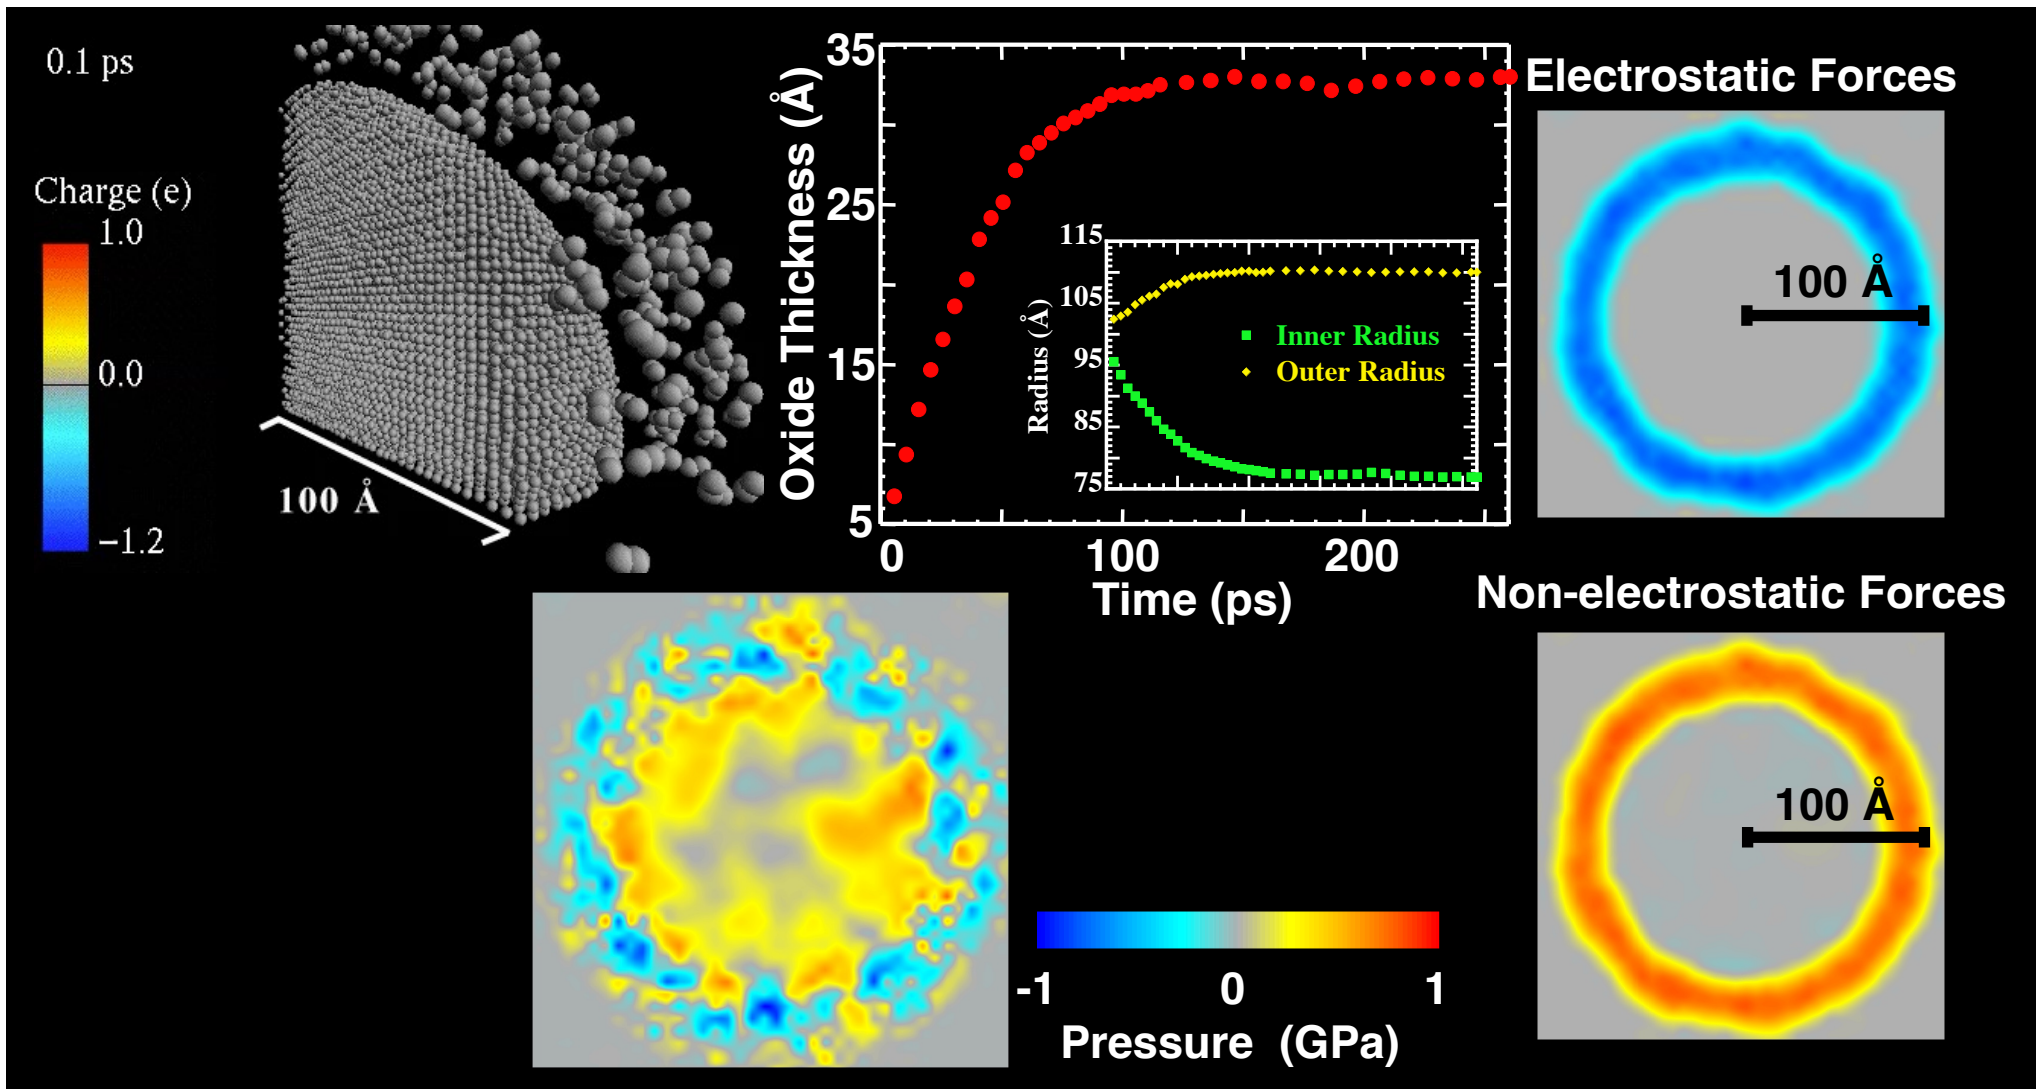 0.1 ps
Charge (e)
1.0
0.0
−1.2
100 Å
Oxide Thickness (Å)
35
25
15
5
0
100
200
Time (ps)
Radius (Å)
115
105
95
85
75
Inner Radius
Outer Radius
Electrostatic Forces
100 Å
Non-electrostatic Forces
100 Å
-1
0
1
Pressure (GPa)